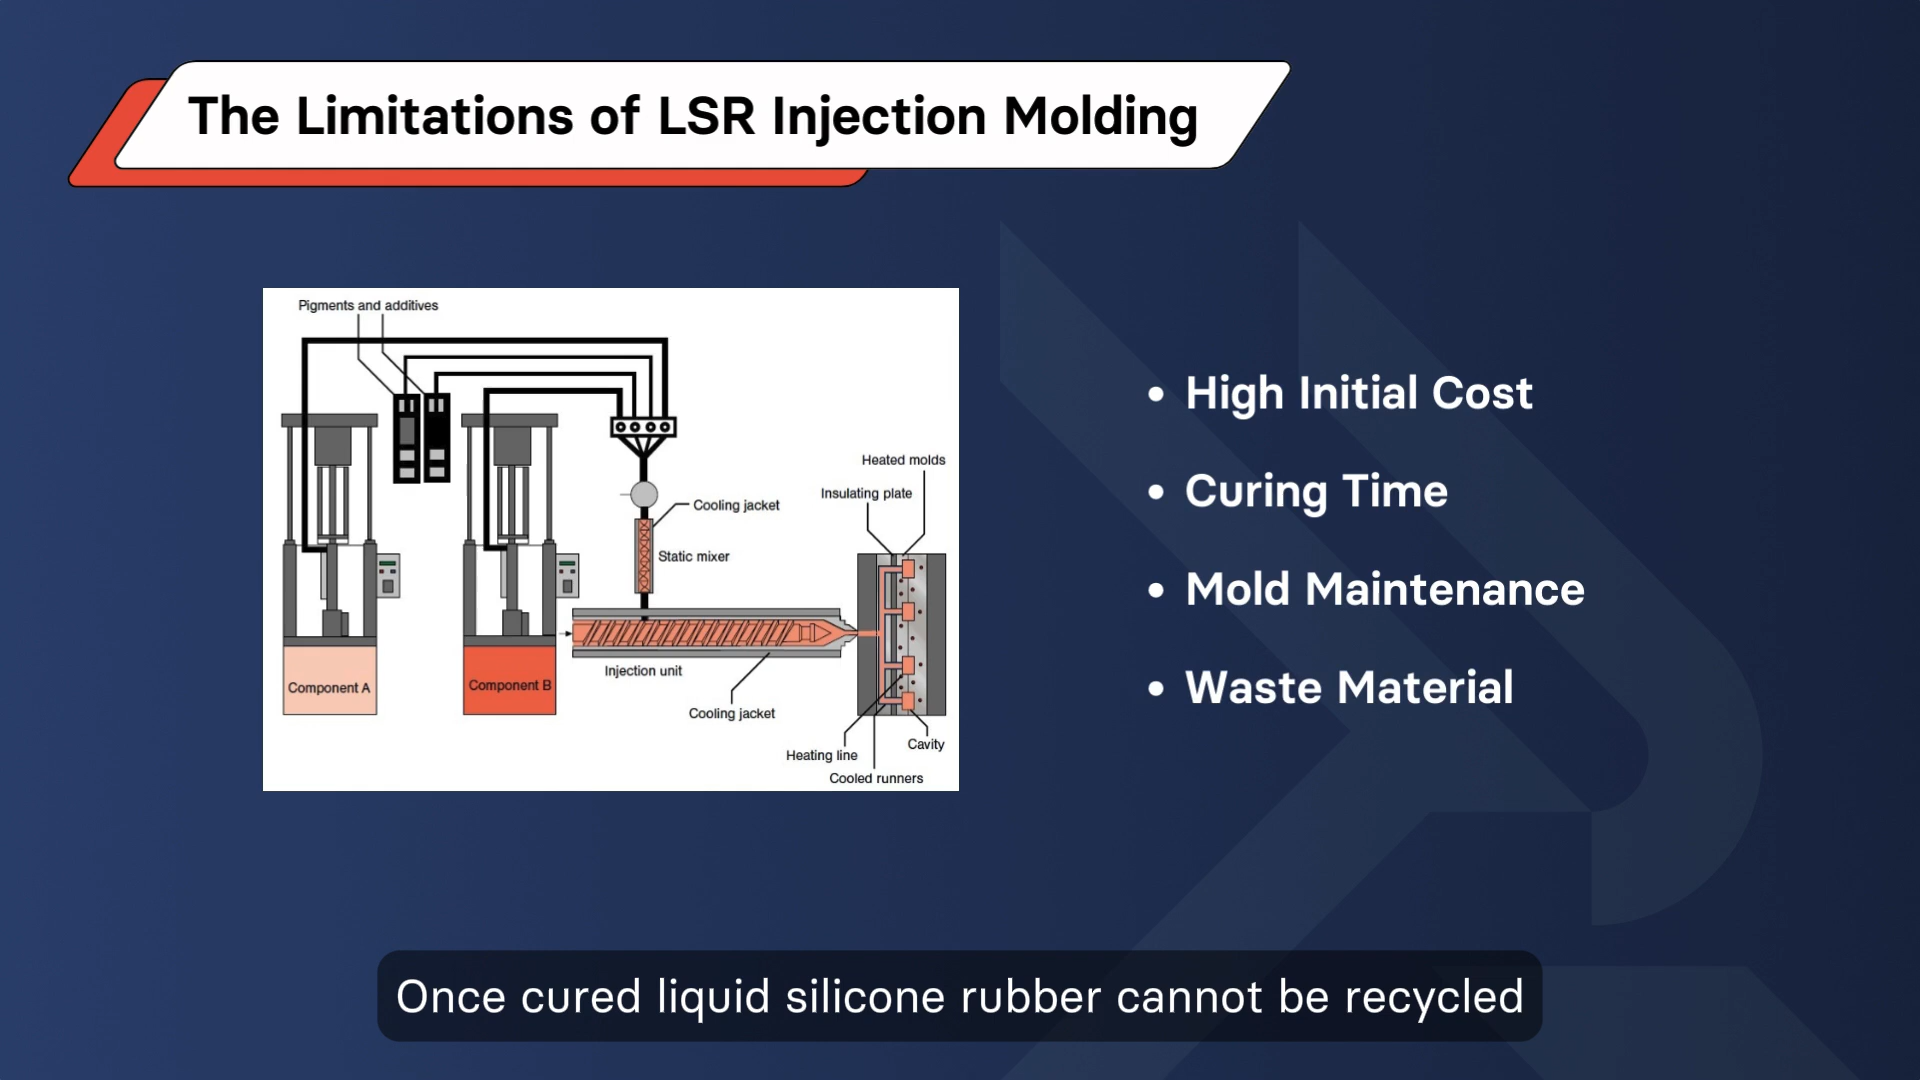 The Limitations of LSR Injection Molding
Pigments and additives
Heated molds
Insulating plate
Cooling jacket
Static mixer
Injection unit
Component A
Component B
Cooling jacket
Cavity
Heating line
Cooled runners
• High Initial Cost
• Curing Time
• Mold Maintenance
• Waste Material
Once cured liquid silicone rubber cannot be recycled